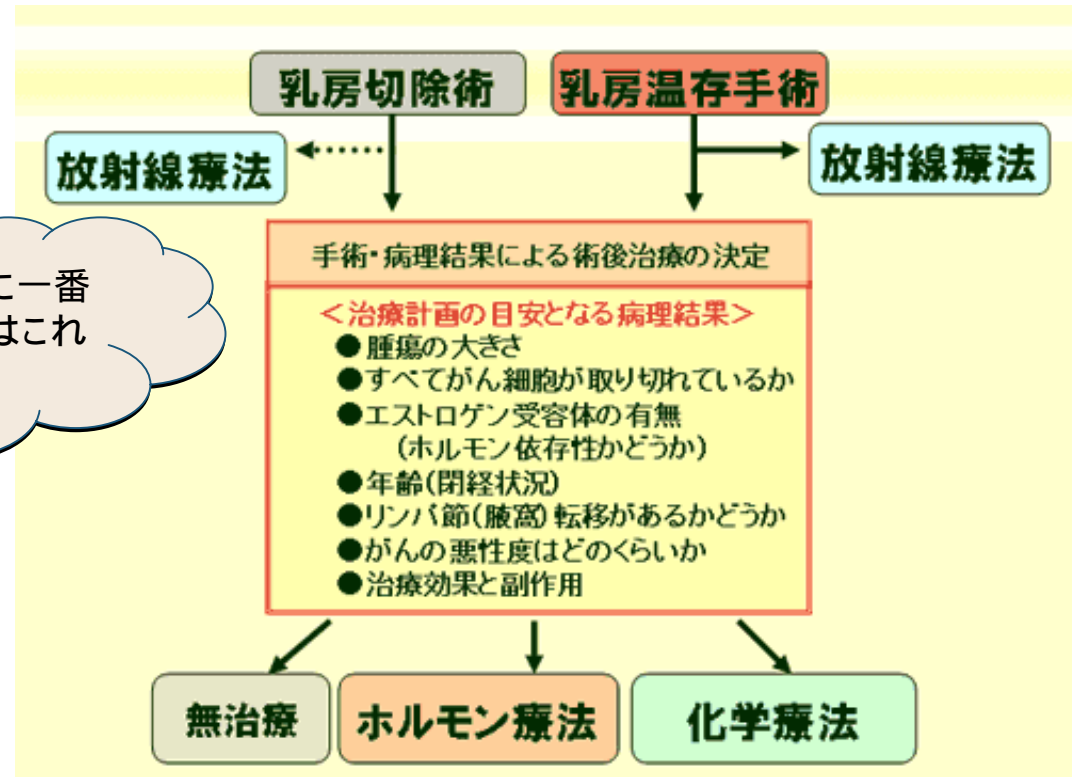 乳房切除術
乳房温存手術
放射線療法
放射線療法
に一番
はこれ
手術・病理結果による術後治療の決定
＜治療計画の目安となる病理結果＞
●腫瘍の大きさ
●すべてがん細胞が取り切れているか
●エストロゲン受容体の有無
（ホルモン依存性かどうか）
●年齢(閉経状況)
●リンパ節(腋窩)転移があるかどうか
●がんの悪性度はどのくらいか
●治療効果と副作用
無治療
ホルモン療法
化学療法